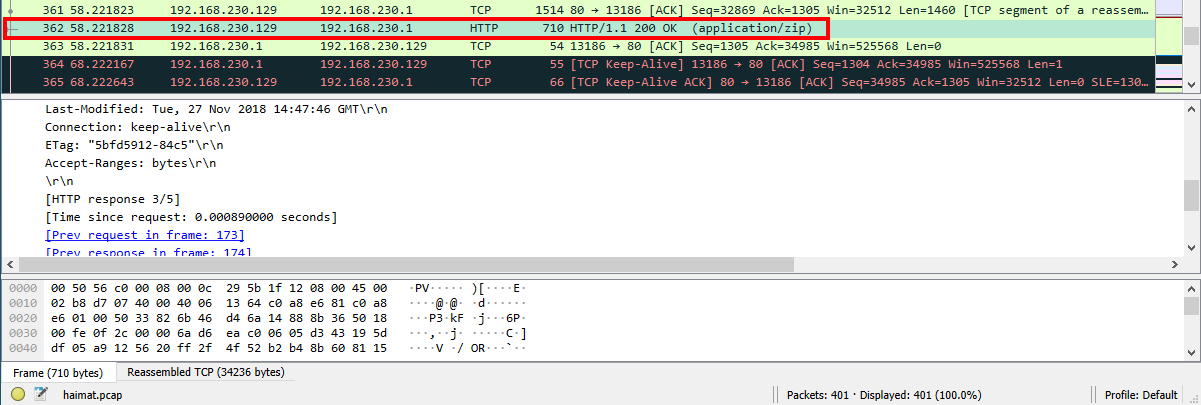 361 58.221823 192.168.230.129 192.168.230.1 TCP 1514 80 → 13186 [ACK] Seq=32869 Ack=1305 Win=32512 Len=1460 [TCP segment of a reassem…
362 58.221828 192.168.230.129 192.168.230.1 HTTP 710 HTTP/1.1 200 OK (application/zip)
363 58.221831 192.168.230.1 192.168.230.129 TCP 54 13186 → 80 [ACK] Seq=1305 Ack=34985 Win=525568 Len=0
364 68.222167 192.168.230.1 192.168.230.129 TCP 55 [TCP Keep-Alive] 13186 → 80 [ACK] Seq=1304 Ack=34985 Win=525568 Len=1
365 68.222643 192.168.230.129 192.168.230.1 TCP 66 [TCP Keep-Alive ACK] 80 → 13186 [ACK] Seq=34985 Ack=1305 Win=32512 Len=0 SLE=130…
Last-Modified: Tue, 27 Nov 2018 14:47:46 GMT\r\n
Connection: keep-alive\r\n
ETag: "5bfd5912-84c5"\r\n
Accept-Ranges: bytes\r\n
\r\n
[HTTP response 3/5]
[Time since request: 0.000890000 seconds]
[Prev request in frame: 173]
[Prev response in frame: 174]
0000 00 50 56 c0 00 08 00 0c 29 5b 1f 12 08 00 45 00 ·PV····· )[····E·
0010 02 b8 d7 07 40 00 40 06 13 64 c0 a8 e6 81 c0 a8 ····@·@· ·d······
0020 e6 01 00 50 33 82 6b 46 d4 6a 14 88 8b 36 50 18 ···P3·kF ·j···6P·
0030 00 fe 0f 2c 00 00 6a d6 ea c0 06 05 d3 43 19 5d ···,··j· ·····C·]
0040 df 05 a9 12 56 20 ff 2f 4f 52 b2 b4 8b 60 81 15 ····V ·/ OR···`··
Frame (710 bytes) Reassembled TCP (34236 bytes)
haimat.pcap Packets: 401 · Displayed: 401 (100.0%) Profile: Default